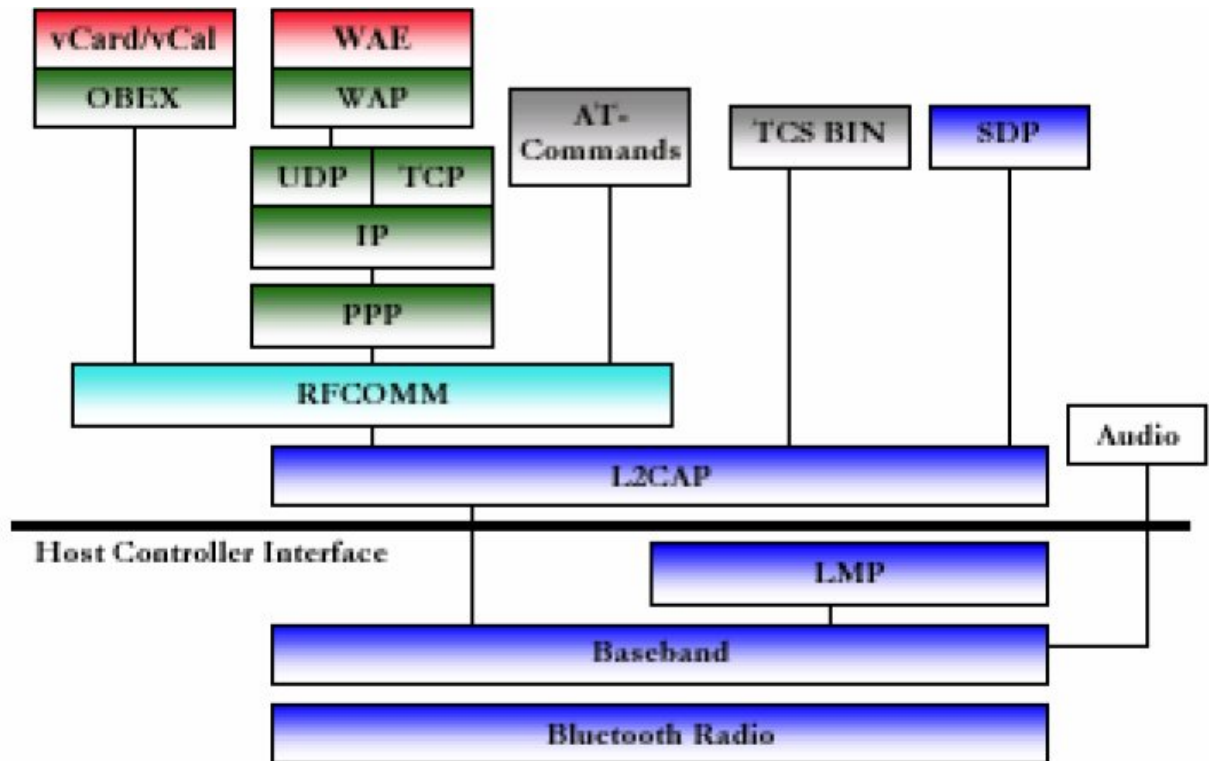 vCard/vCal
WAE
OBEX
WAP
AT-
Commands
TCS BIN
SDP
UDP
TCP
IP
PPP
RFCOMM
Audio
L2CAP
Host Controller Interface
LMP
Baseband
Bluctooth Radio